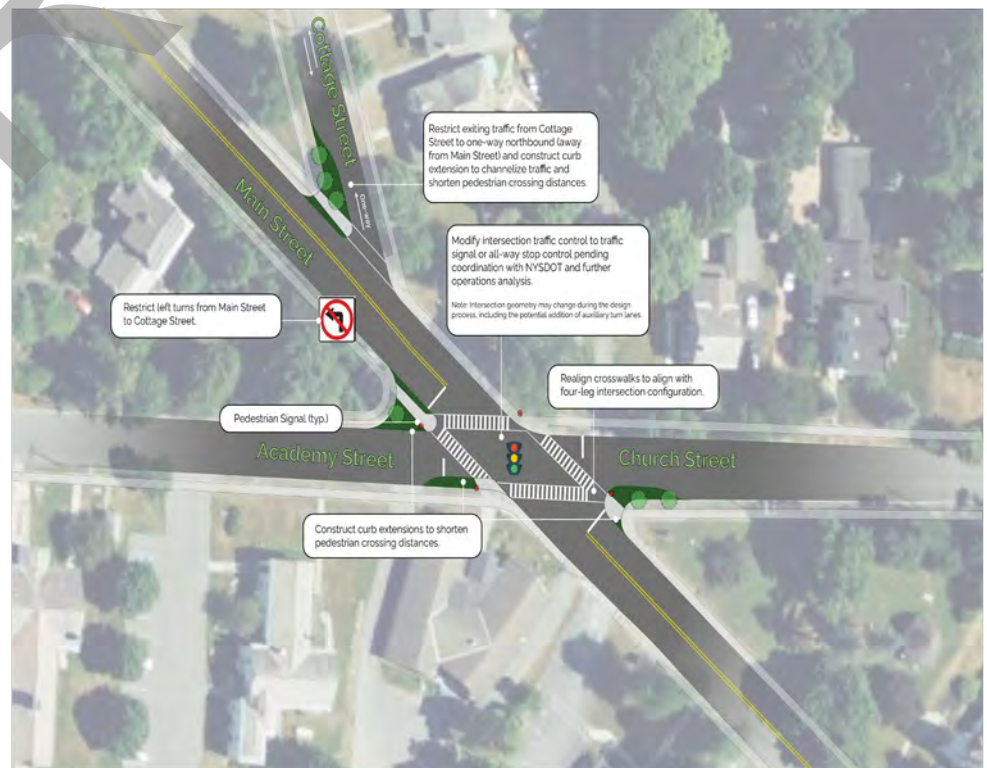 Cottage Street
Restrict exiting traffic from Cottage
Street to one-way northbound (away
from Main Street) and construct curb
extension to channelize traffic and
shorten pedestrian crossing distances.
One-way
Main Street
Modify intersection traffic control to traffic
signal or all-way stop control pending
coordination with NYSDOT and further
operations analysis.
Note: Intersection geometry may change during the design
process, including the potential addition of auxilliary turn lanes.
Restrict left turns from Main Street
to Cottage Street.
Realign crosswalks to align with
four-leg intersection configuration.
Pedestrian Signal (typ.)
Academy Street
Church Street
Construct curb extensions to shorten
pedestrian crossing distances.